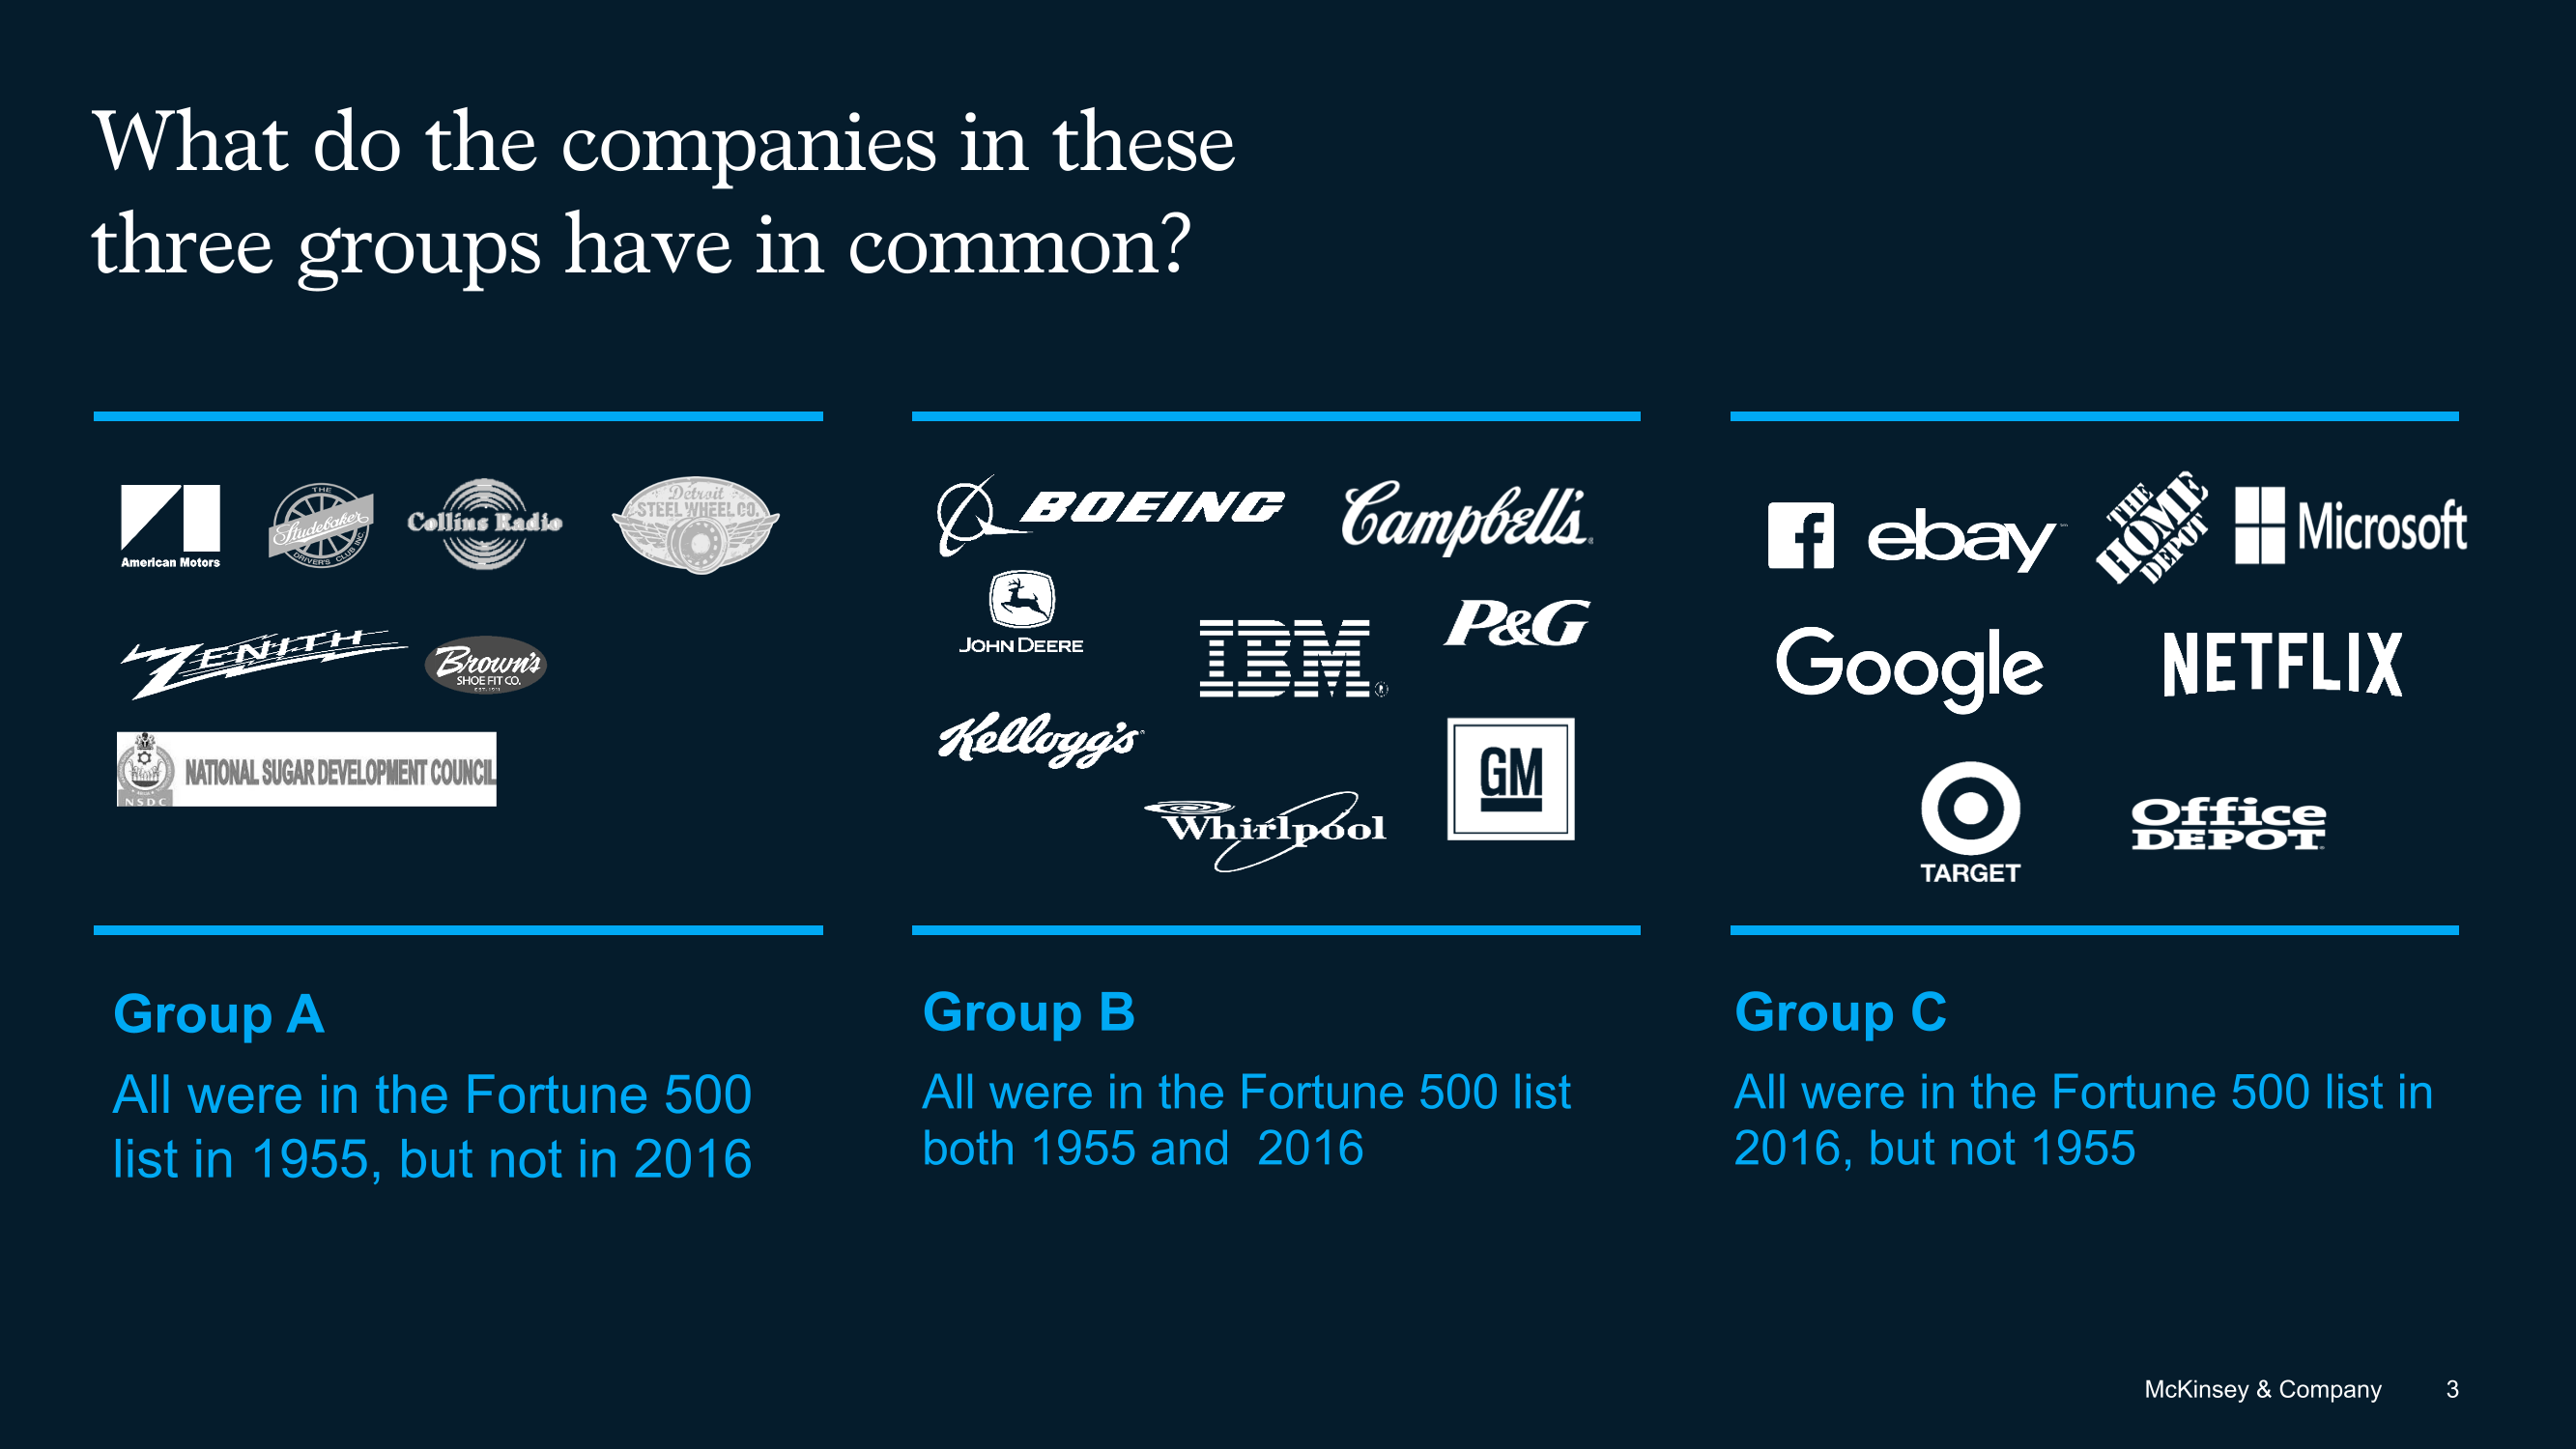 What do the companies in these
three groups have in common?
American Motors
THE
Studebaker
DRIVER'S CLUB INC
Collins Radio
Detroit
STEEL WHEEL CO.
ZENITH
Brown's
SHOE FIT CO.
NSDC
NATIONAL SUGAR DEVELOPMENT COUNCIL
BOEING
Campbell's
JOHN DEERE
IBM
P&G
Kellogg's
GM
Whirlpool
f
ebay
THE
HOME
DEPOT
Microsoft
Google
NETFLIX
TARGET
Office
DEPOT
Group A
All were in the Fortune 500
list in 1955, but not in 2016
Group B
All were in the Fortune 500 list
both 1955 and  2016
Group C
All were in the Fortune 500 list in
2016, but not 1955
McKinsey & Company 3